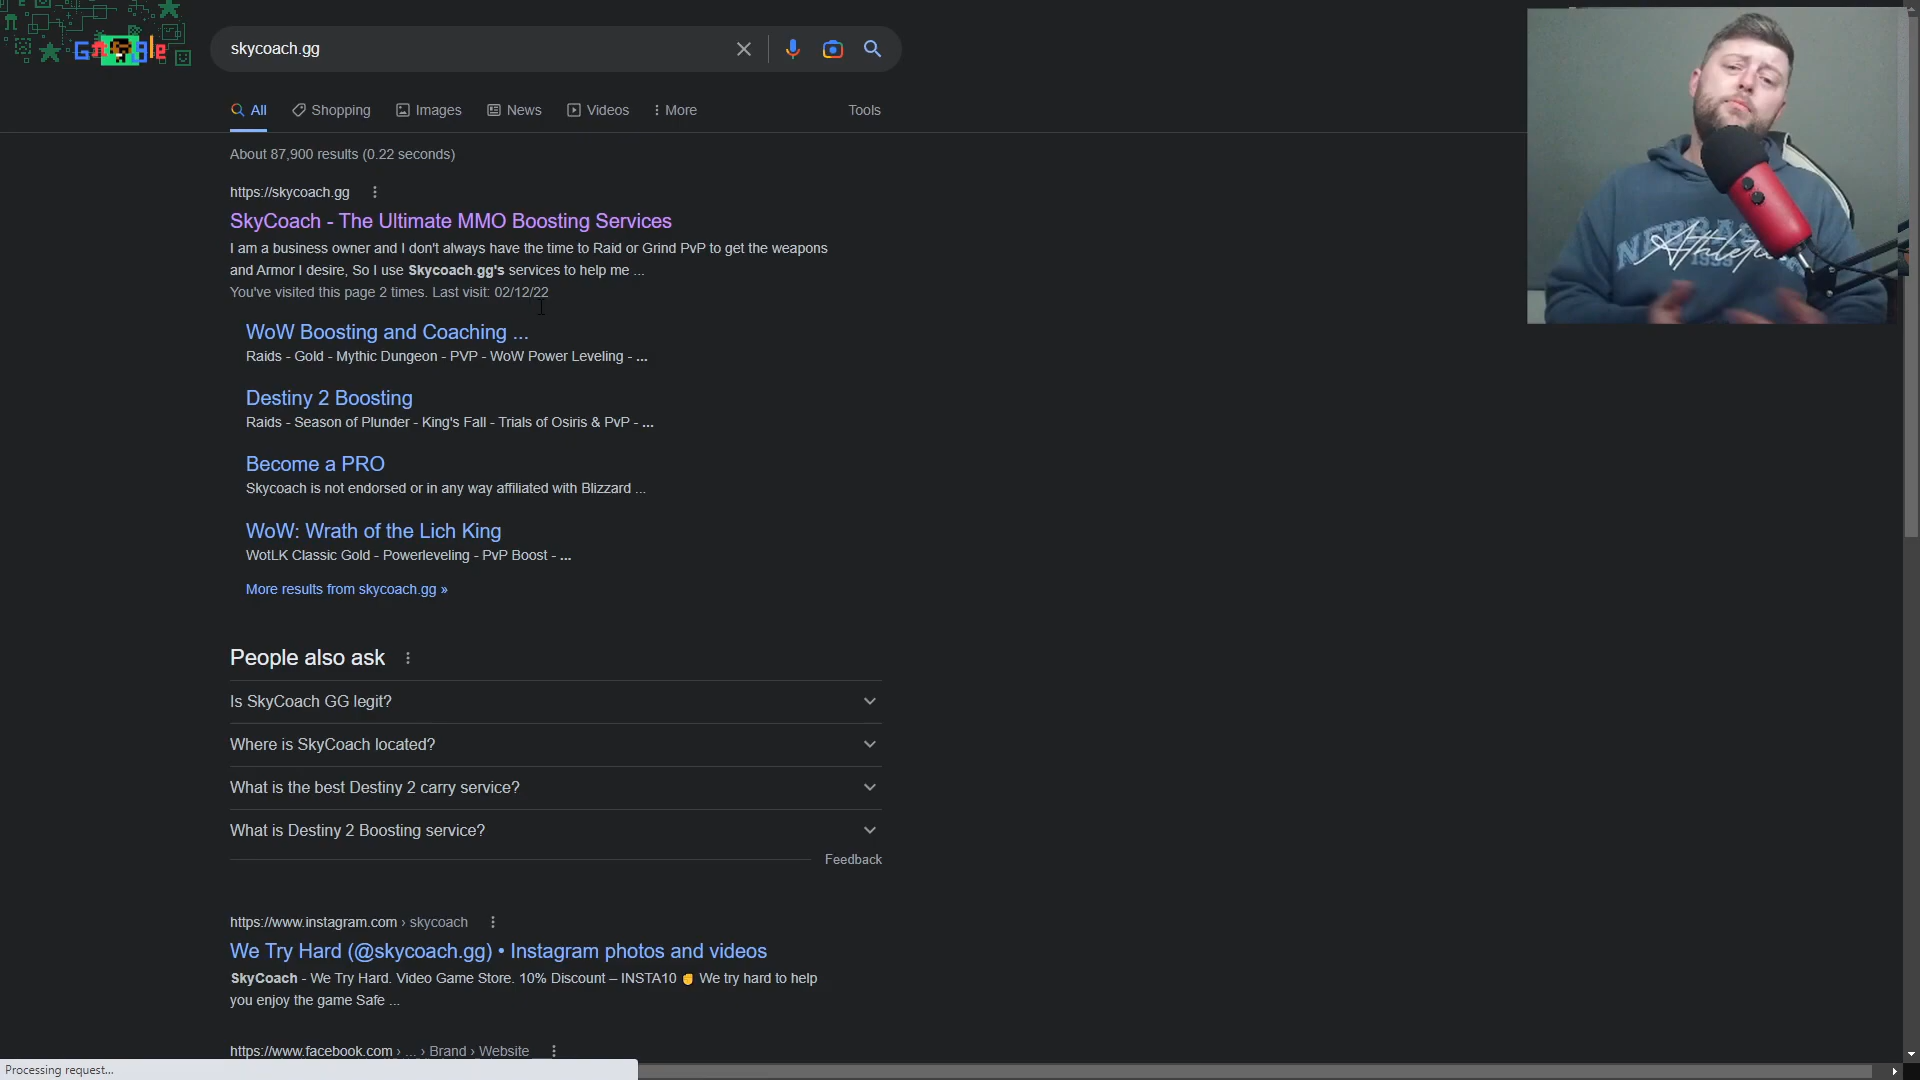 Google
skycoach.gg
All
Shopping
Images
News
Videos
More
Tools
About 87,900 results (0.22 seconds)
https://skycoach.gg
SkyCoach - The Ultimate MMO Boosting Services
I am a business owner and I don't always have the time to Raid or Grind PvP to get the weapons
and Armor I desire, So I use Skycoach.gg's services to help me ...
You've visited this page 2 times. Last visit: 02/12/22
WoW Boosting and Coaching ...
Raids - Gold - Mythic Dungeon - PVP - WoW Power Leveling - ...
Destiny 2 Boosting
Raids - Season of Plunder - King's Fall - Trials of Osiris & PvP - ...
Become a PRO
Skycoach is not endorsed or in any way affiliated with Blizzard ...
WoW: Wrath of the Lich King
WotLK Classic Gold - Powerleveling - PvP Boost - ...
More results from skycoach.gg »
People also ask
Is SkyCoach GG legit?
Where is SkyCoach located?
What is the best Destiny 2 carry service?
What is Destiny 2 Boosting service?
Feedback
https://www.instagram.com › skycoach
We Try Hard (@skycoach.gg) • Instagram photos and videos
SkyCoach - We Try Hard. Video Game Store. 10% Discount – INSTA10 ✊ We try hard to help
you enjoy the game Safe ...
https://www.facebook.com › ... › Brand › Website
Processing request...
Athletic